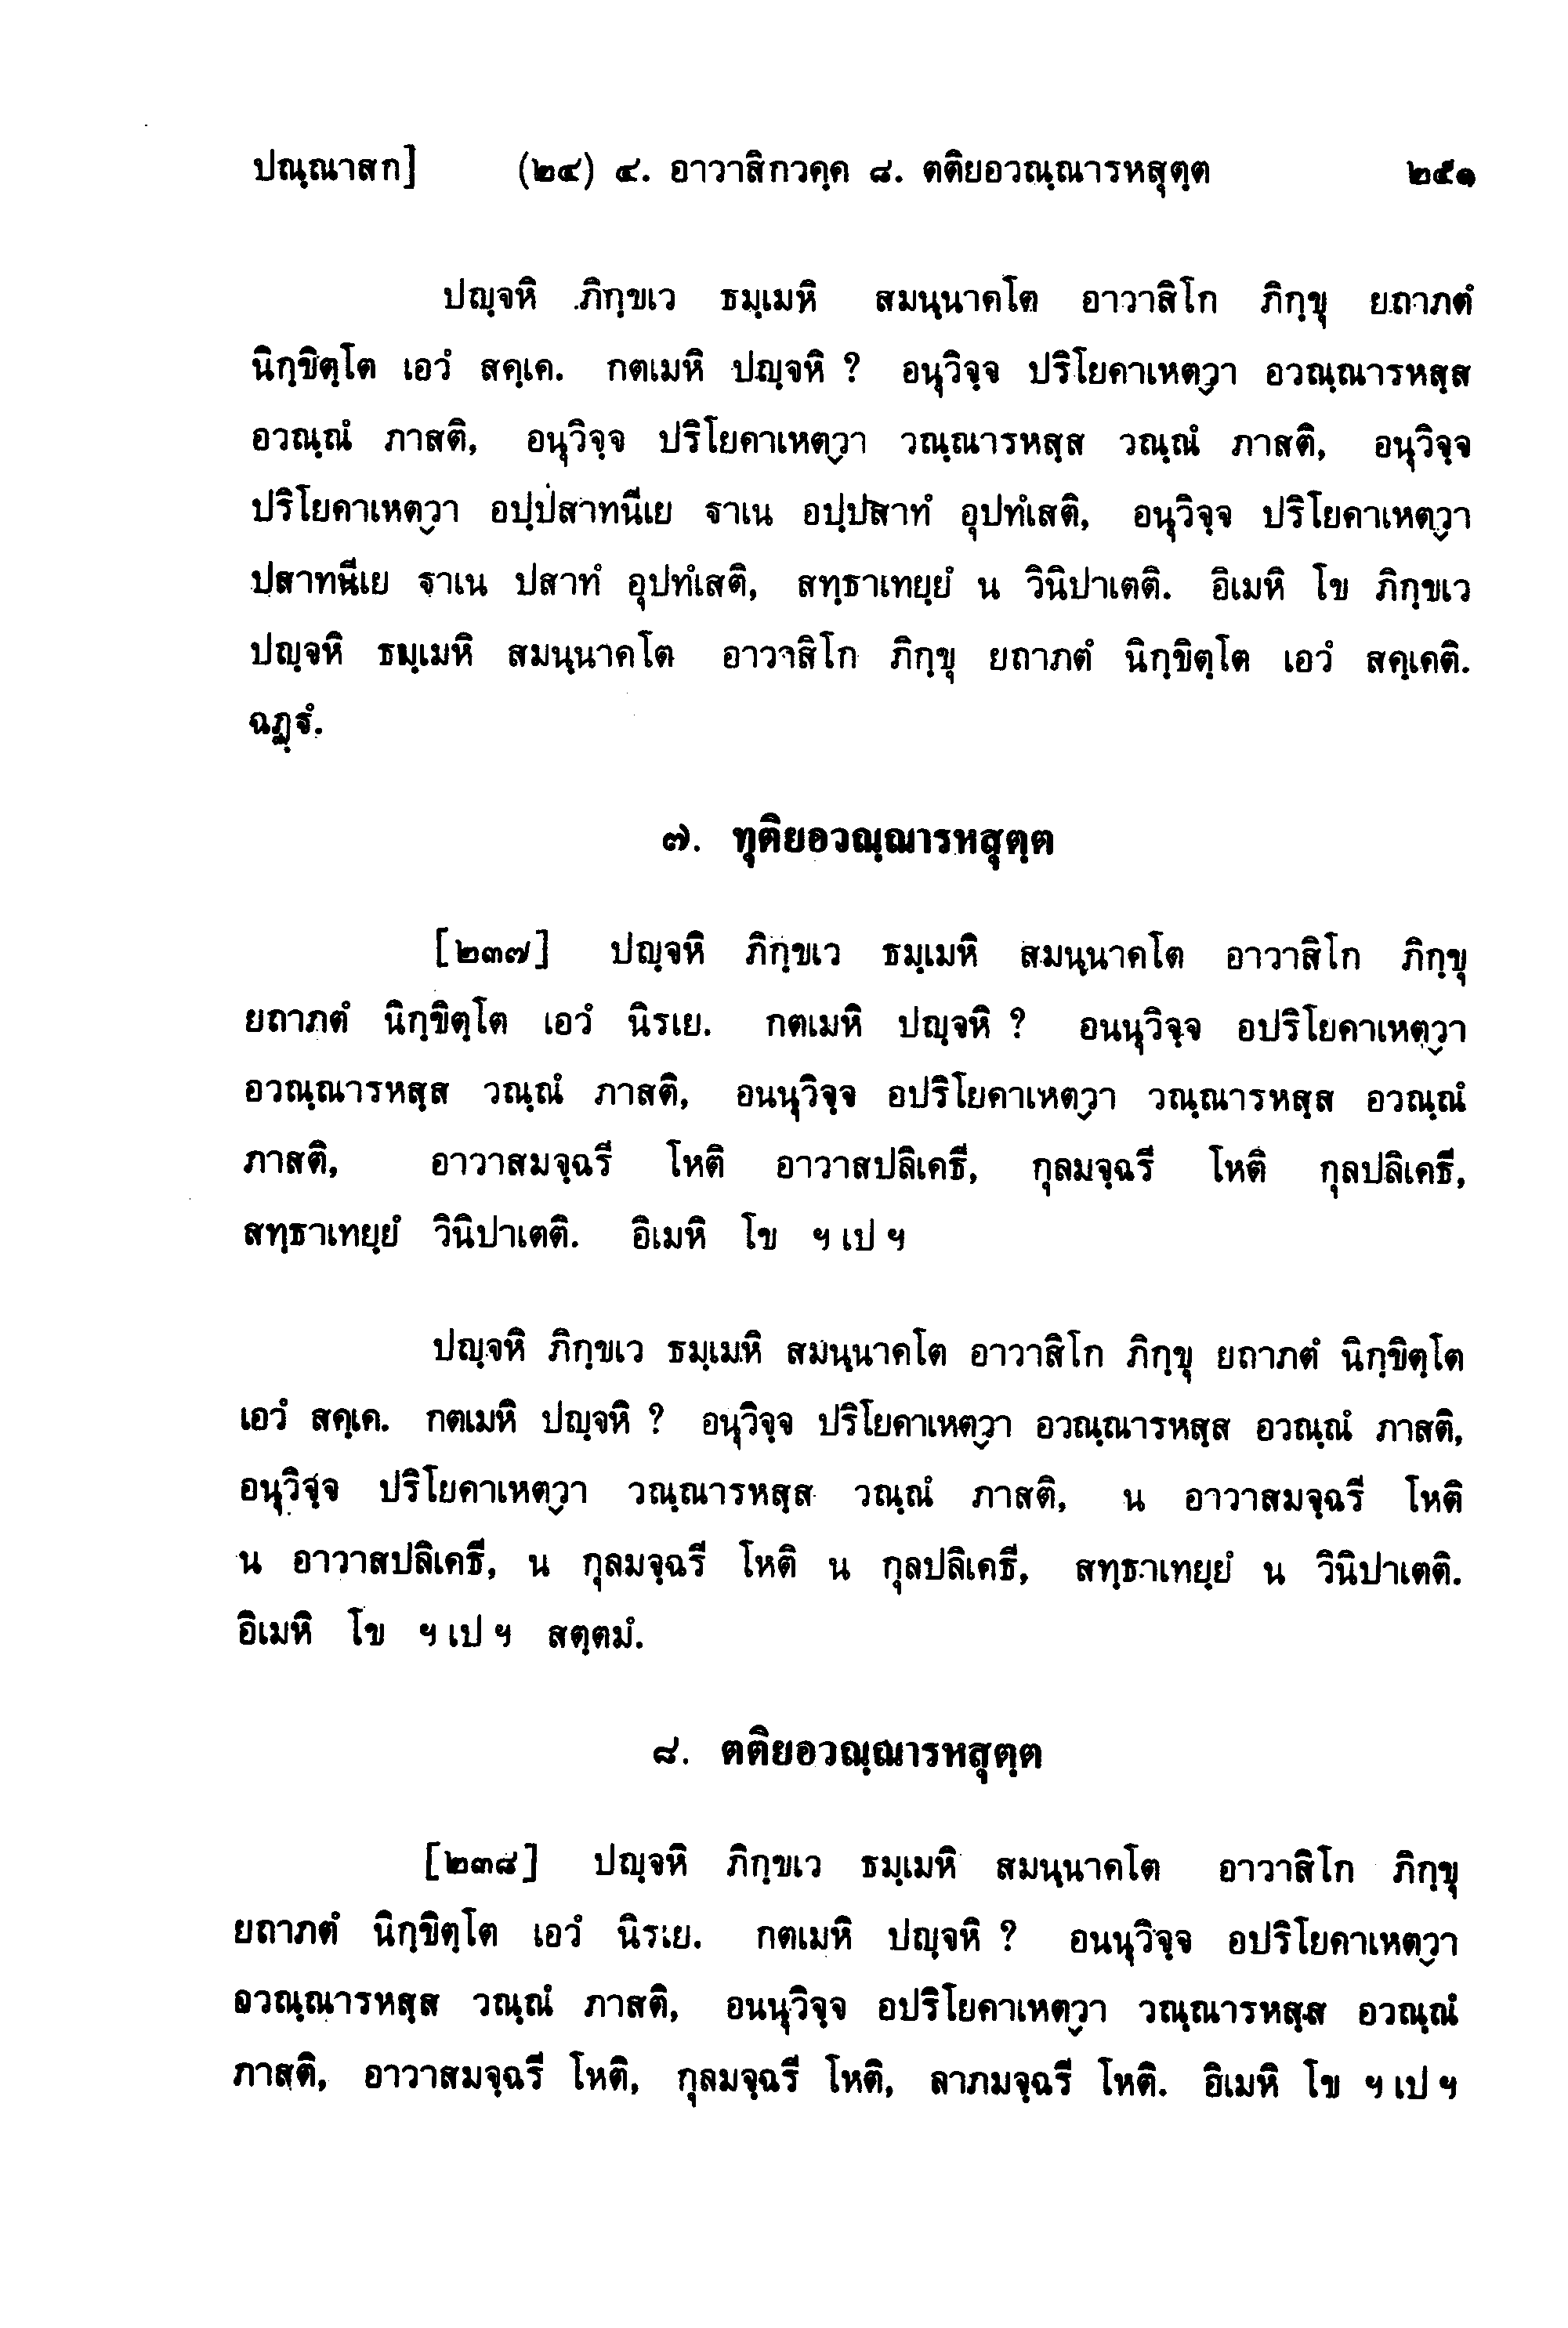 ปณฺณาสก] (๒๔) ๔. อาวาสิกวคฺค ๘. ตติยอวณฺณารหสุตฺต ๒๕๑
ปญฺจหิ ภิกฺขเว ธมฺเมหิ สมนฺนาคโต อาวาสิโก ภิกฺขุ ยถาภตํ
นิกฺขิตฺโต เอวํ สคฺเค. กตเมหิ ปญฺจหิ ? อนุวิจฺจ ปริโยคาเหตฺวา อวณฺณารหสฺส
อวณฺณํ ภาสติ, อนุวิจฺจ ปริโยคาเหตฺวา วณฺณารหสฺส วณฺณํ ภาสติ, อนุวิจฺจ
ปริโยคาเหตฺวา อปฺปสาทนีเย ฐาเน อปฺปสาทํ อุปทํเสติ, อนุวิจฺจ ปริโยคาเหตฺวา
ปสาทนีเย ฐาเน ปสาทํ อุปทํเสติ, สทฺธาเทยฺยํ น วินิปาเตติ. อิเมหิ โข ภิกฺขเว
ปญฺจหิ ธมฺเมหิ สมนฺนาคโต อาวาสิโก ภิกฺขุ ยถาภตํ นิกฺขิตฺโต เอวํ สคฺเคติ.
ฉฏฺฐํ.
๗. ทุติยอวณฺณารหสุตฺต
[๒๓๗] ปญฺจหิ ภิกฺขเว ธมฺเมหิ สมนฺนาคโต อาวาสิโก ภิกฺขุ
ยถาภตํ นิกฺขิตฺโต เอวํ นิรเย. กตเมหิ ปญฺจหิ ? อนนุวิจฺจ อปริโยคาเหตฺวา
อวณฺณารหสฺส วณฺณํ ภาสติ, อนนุวิจฺจ อปริโยคาเหตฺวา วณฺณารหสฺส อวณฺณํ
ภาสติ, อาวาสมจฺฉรี โหติ อาวาสปลิเคธี, กุลมจฺฉรี โหติ กุลปลิเคธี,
สทฺธาเทยฺยํ วินิปาเตติ. อิเมหิ โข ฯ เป ฯ
ปญฺจหิ ภิกฺขเว ธมฺเมหิ สมนฺนาคโต อาวาสิโก ภิกฺขุ ยถาภตํ นิกฺขิตฺโต
เอวํ สคฺเค. กตเมหิ ปญฺจหิ ? อนุวิจฺจ ปริโยคาเหตฺวา อวณฺณารหสฺส อวณฺณํ ภาสติ,
อนุวิจฺจ ปริโยคาเหตฺวา วณฺณารหสฺส วณฺณํ ภาสติ, น อาวาสมจฺฉรี โหติ
น อาวาสปลิเคธี, น กุลมจฺฉรี โหติ น กุลปลิเคธี, สทฺธาเทยฺยํ น วินิปาเตติ.
อิเมหิ โข ฯ เป ฯ สตฺตมํ.
๘. ตติยอวณฺณารหสุตฺต
[๒๓๘] ปญฺจหิ ภิกฺขเว ธมฺเมหิ สมนฺนาคโต อาวาสิโก ภิกฺขุ
ยถาภตํ นิกฺขิตฺโต เอวํ นิรเย. กตเมหิ ปญฺจหิ ? อนนุวิจฺจ อปริโยคาเหตฺวา
อวณฺณารหสฺส วณฺณํ ภาสติ, อนนุวิจฺจ อปริโยคาเหตฺวา วณฺณารหสฺส อวณฺณํ
ภาสติ, อาวาสมจฺฉรี โหติ, กุลมจฺฉรี โหติ, ลาภมจฺฉรี โหติ. อิเมหิ โข ฯ เป ฯ